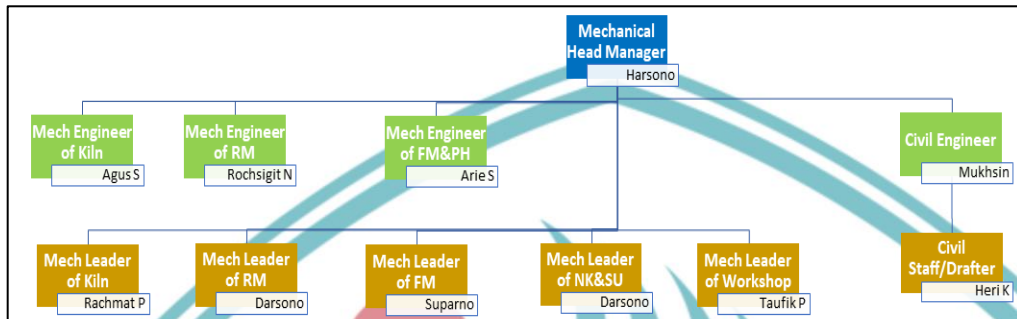 Mechanical
Head Manager
Harsono
Mech Engineer
of Kiln
Agus S
Mech Engineer
of RM
Rochsigit N
Mech Engineer
of FM&PH
Arie S
Civil Engineer
Mukhsin
Mech Leader
of Kiln
Rachmat P
Mech Leader
of RM
Darsono
Mech Leader
of FM
Suparno
Mech Leader
of NK&SU
Darsono
Mech Leader
of Workshop
Taufik P
Civil
Staff/Drafter
Heri K